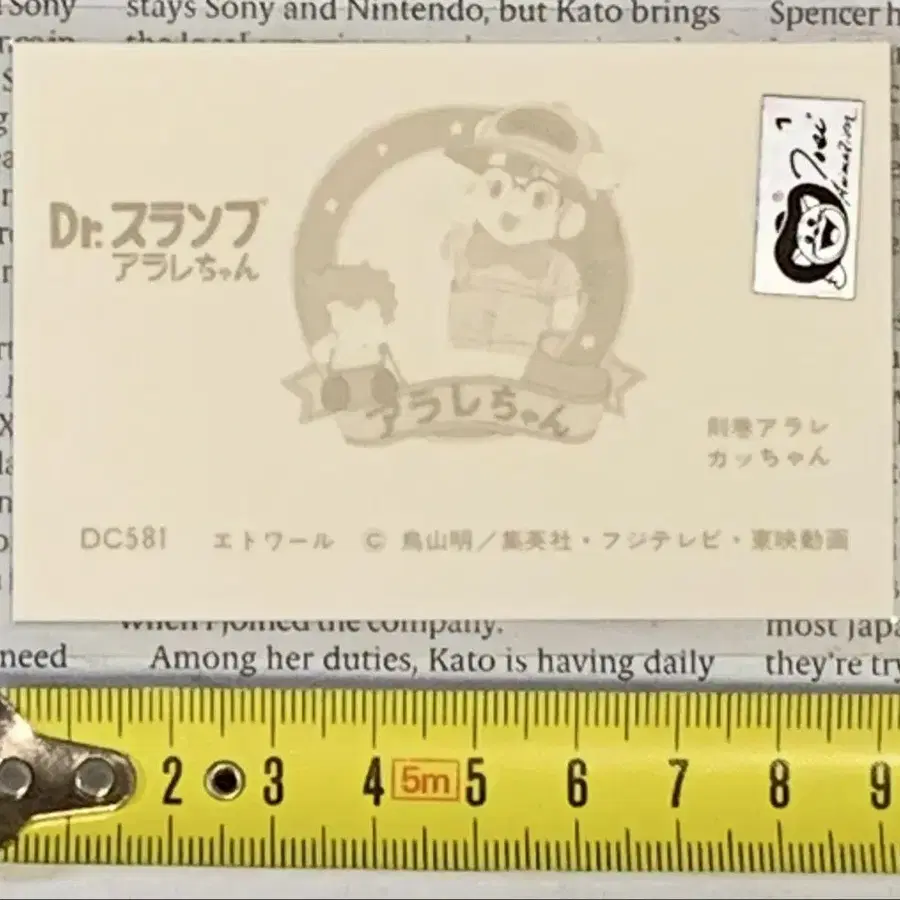 Sony
stays Sony and Nintendo, but Kato brings
Spencer h
Dr.スランプ
アラレちゃん
アラレちゃん
則巻アラレ
カッちゃん
DC581 エトワール © 鳥山明/集英社・フジテレビ・東映動画
when I joined the company.
most Japa
need
Among her duties, Kato is having daily
they're try
2 3 4 5m 5 6 7 8 9